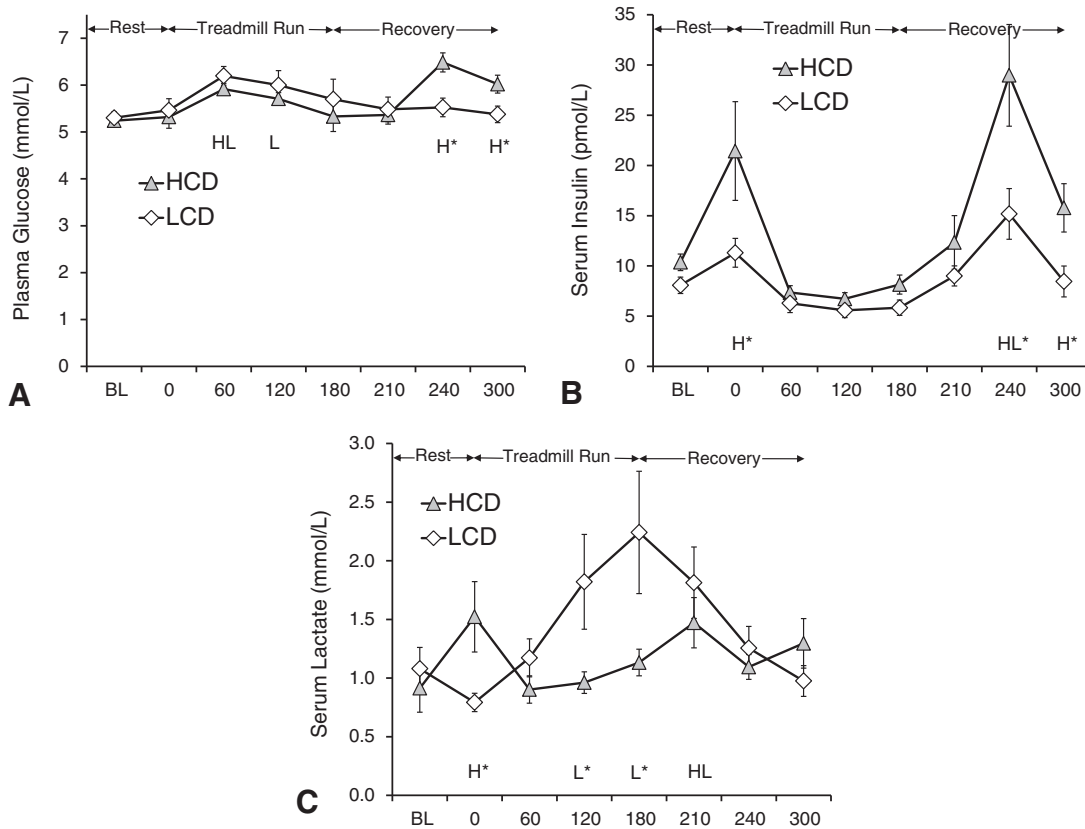 Rest Treadmill Run Recovery
7
6
5
4
3
2
1
0
Plasma Glucose (mmol/L)
HL L H* H*
HCD
LCD
BL 0 60 120 180 210 240 300
A
Rest Treadmill Run Recovery
35
30
25
20
15
10
5
0
Serum Insulin (pmol/L)
HCD
LCD
H* HL* H*
BL 0 60 120 180 210 240 300
B
Rest Treadmill Run Recovery
3.0
2.5
2.0
1.5
1.0
0.5
0.0
Serum Lactate (mmol/L)
HCD
LCD
H* L* L* HL
BL 0 60 120 180 210 240 300
C